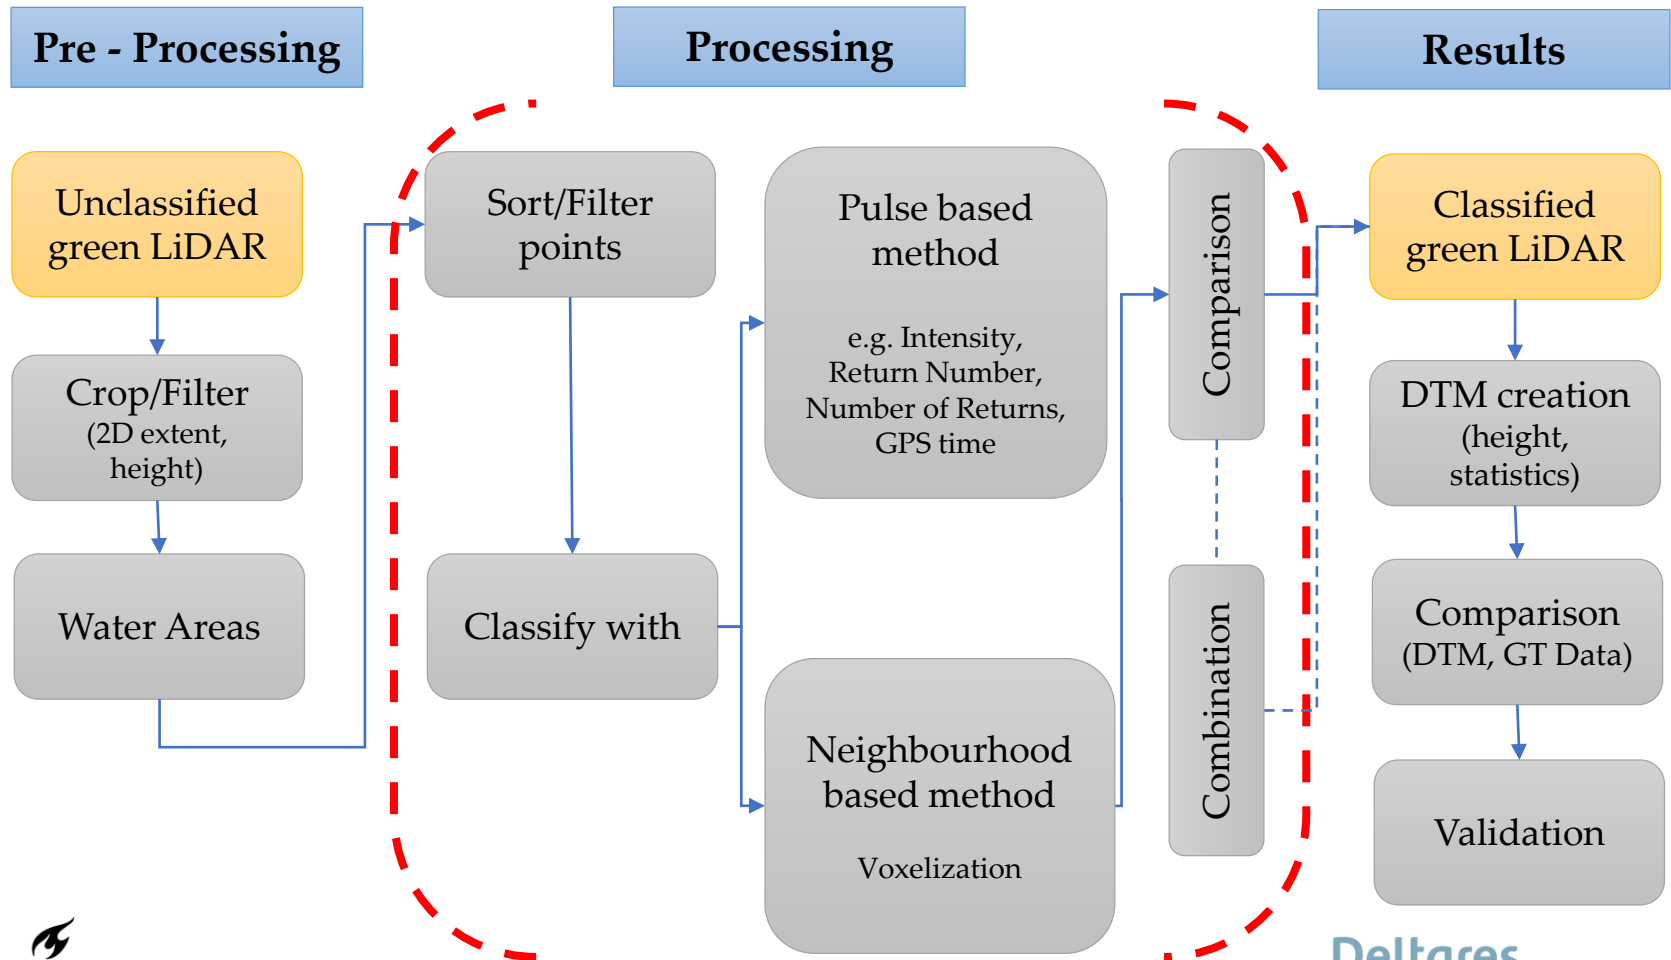 Pre - Processing
Processing
Results
Unclassified
green LiDAR
Crop/Filter
(2D extent,
height)
Water Areas
Sort/Filter
points
Classify with
Pulse based
method
e.g. Intensity,
Return Number,
Number of Returns,
GPS time
Neighbourhood
based method
Voxelization
Comparison
Combination
Classified
green LiDAR
DTM creation
(height,
statistics)
Comparison
(DTM, GT Data)
Validation
Deltares